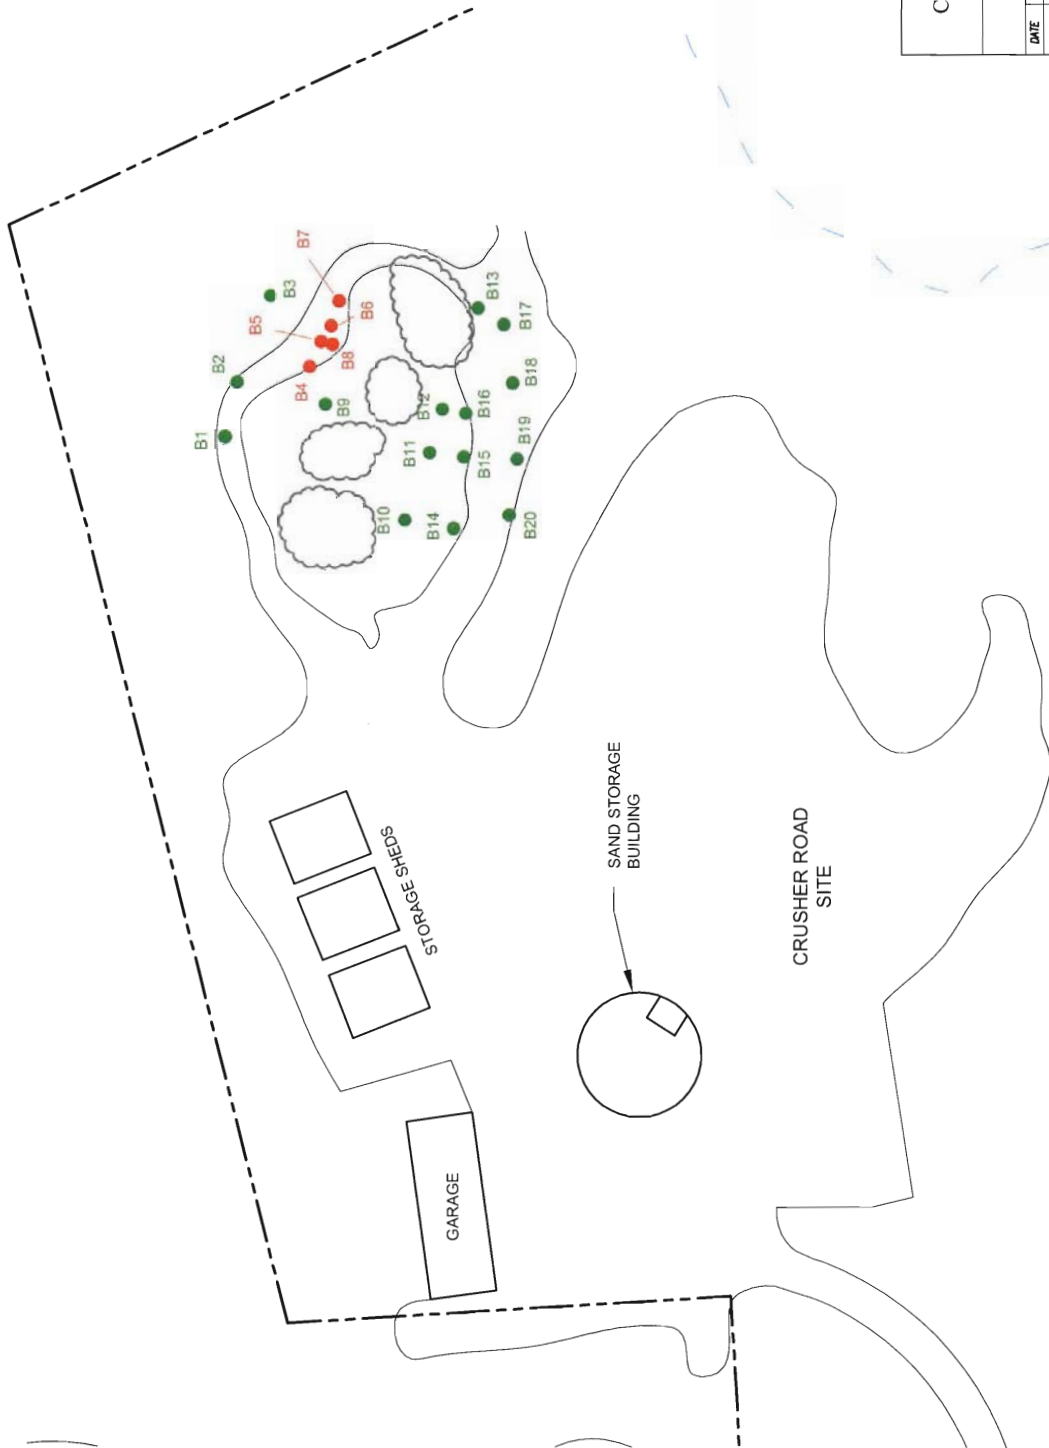 C
DATE
B7
B3
B5
B6
B2
B8
B4
B13
B17
B9
B18
B12
B16
B1
B11
B19
B15
B10
B14
B20
STORAGE SHEDS
SAND STORAGE
BUILDING
CRUSHER ROAD
SITE
GARAGE